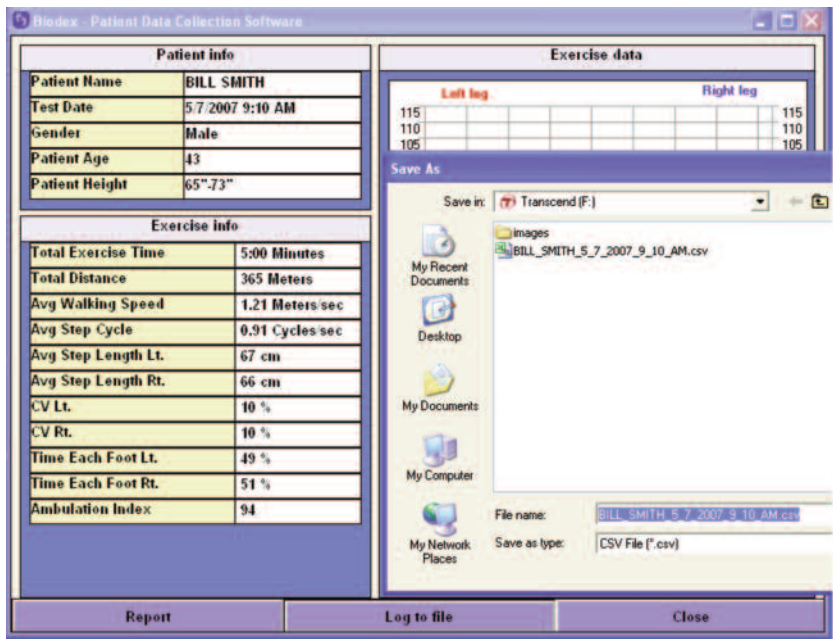 Biodex - Patient Data Collection Software
Patient info
Patient Name BILL SMITH
Test Date 5/7/2007 9:10 AM
Gender Male
Patient Age 43
Patient Height 65"-73"
Exercise info
Total Exercise Time 5:00 Minutes
Total Distance 365 Meters
Avg Walking Speed 1.21 Meters/sec
Avg Step Cycle 0.91 Cycles/sec
Avg Step Length Lt. 67 cm
Avg Step Length Rt. 66 cm
CV Lt. 10 %
CV Rt. 10 %
Time Each Foot Lt. 49 %
Time Each Foot Rt. 51 %
Ambulation Index 94
Exercise data
Left leg Right leg
115 115
110 110
105 105
Save As
Save in: Transcend (F:)
images
BILL_SMITH_5_7_2007_9_10_AM.csv
My Recent
Documents
Desktop
My Documents
My Computer
My Network
Places
File name: BILL_SMITH_5_7_2007_9_10_AM.csv
Save as type: CSV File (*.csv)
Report Log to file Close